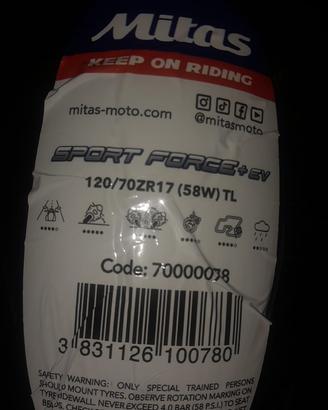 Mitas
KEEP ON RIDING
mitas-moto.com
@mitasmoto
SPORT FORCE+ EV
120/70ZR17 (58W) TL
Code: 70000038
3 831126 100780
SAFETY WARNING: ONLY SPECIAL TRAINED PERSONS
SHOULD MOUNT TYRES. OBSERVE ROTATION MARKING ON
TYRE SIDEWALL. NEVER EXCEED 4.0 BAR (58 P.S.I.) TO SEAT